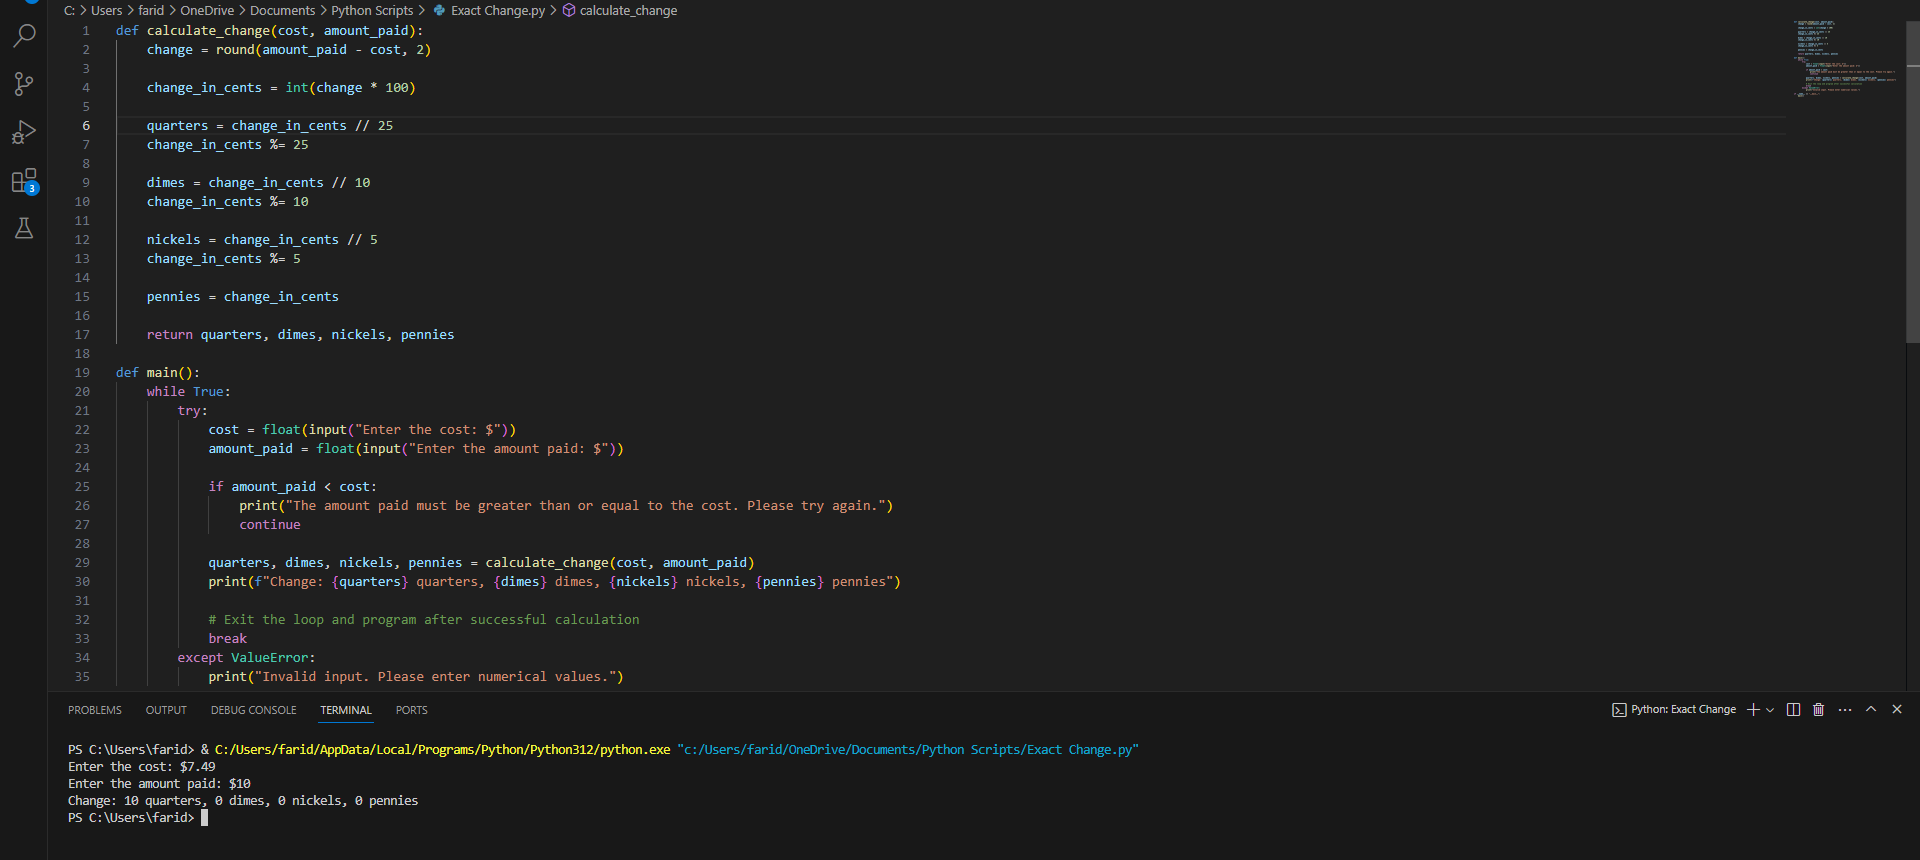 C: > Users > farid > OneDrive > Documents > Python Scripts > Exact Change.py > calculate_change
1 def calculate_change(cost, amount_paid):
2     change = round(amount_paid - cost, 2)
3
4     change_in_cents = int(change * 100)
5
6     quarters = change_in_cents // 25
7     change_in_cents %= 25
8
9     dimes = change_in_cents // 10
10     change_in_cents %= 10
11
12     nickels = change_in_cents // 5
13     change_in_cents %= 5
14
15     pennies = change_in_cents
16
17     return quarters, dimes, nickels, pennies
18
19 def main():
20     while True:
21         try:
22             cost = float(input("Enter the cost: $"))
23             amount_paid = float(input("Enter the amount paid: $"))
24
25             if amount_paid < cost:
26                 print("The amount paid must be greater than or equal to the cost. Please try again.")
27                 continue
28
29             quarters, dimes, nickels, pennies = calculate_change(cost, amount_paid)
30             print(f"Change: {quarters} quarters, {dimes} dimes, {nickels} nickels, {pennies} pennies")
31
32             # Exit the loop and program after successful calculation
33             break
34         except ValueError:
35             print("Invalid input. Please enter numerical values.")
3
PROBLEMS OUTPUT DEBUG CONSOLE TERMINAL PORTS Python: Exact Change
PS C:\Users\farid> & C:/Users/farid/AppData/Local/Programs/Python/Python312/python.exe "c:/Users/farid/OneDrive/Documents/Python Scripts/Exact Change.py"
Enter the cost: $7.49
Enter the amount paid: $10
Change: 10 quarters, 0 dimes, 0 nickels, 0 pennies
PS C:\Users\farid>